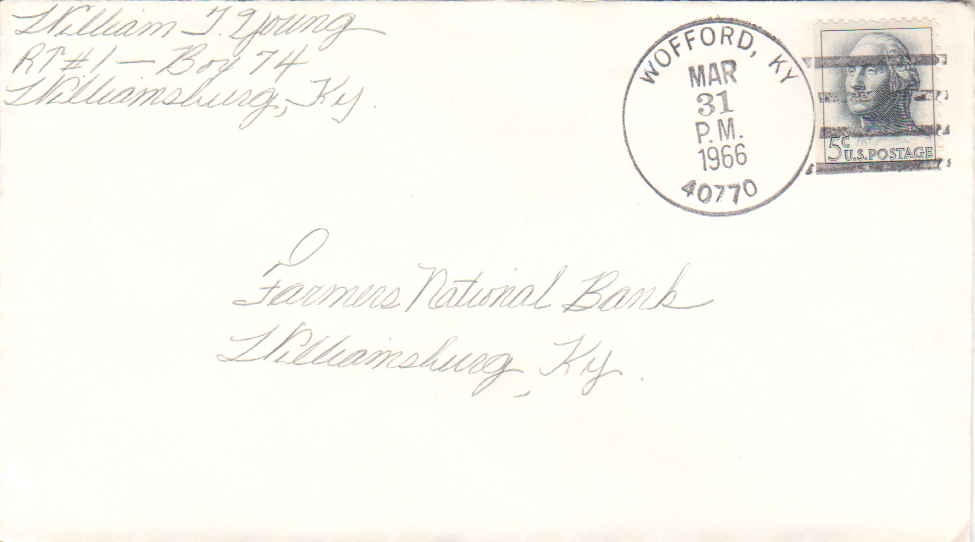 William T. Young
RT #1 — Box 74
Williamsburg, Ky.
WOFFORD, KY
MAR
31
P.M.
1966
40770
5¢ U.S. POSTAGE
Farmers National Bank
Williamsburg, Ky.